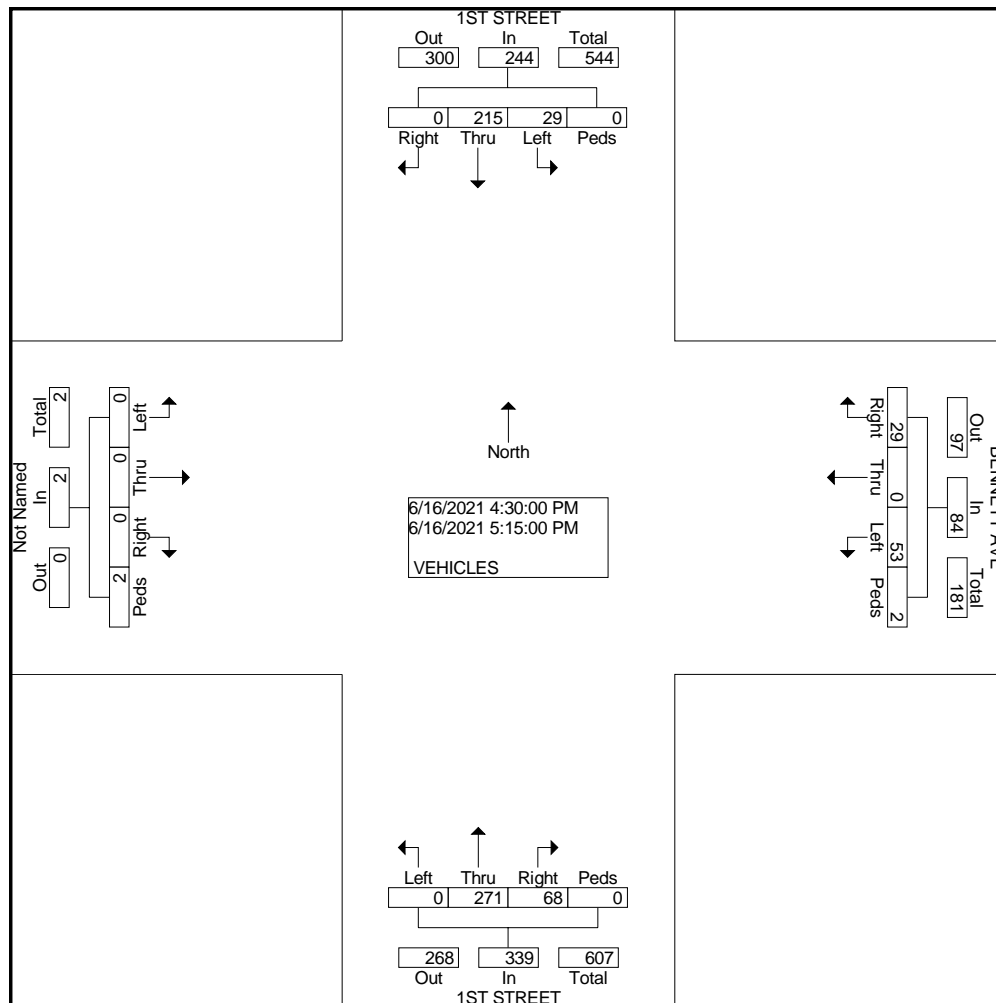 1ST STREET
Out In Total
300 244 544
0 215 29 0
Right Thru Left Peds
Total In Out
2 2 0
Not Named
0 0 0 2
Left Thru Right Peds
North
6/16/2021 4:30:00 PM
6/16/2021 5:15:00 PM
VEHICLES
Right Thru Left Peds
29 0 53 2
Out In Total
97 84 181
BENNETT AVE
Left Thru Right Peds
0 271 68 0
268 339 607
Out In Total
1ST STREET